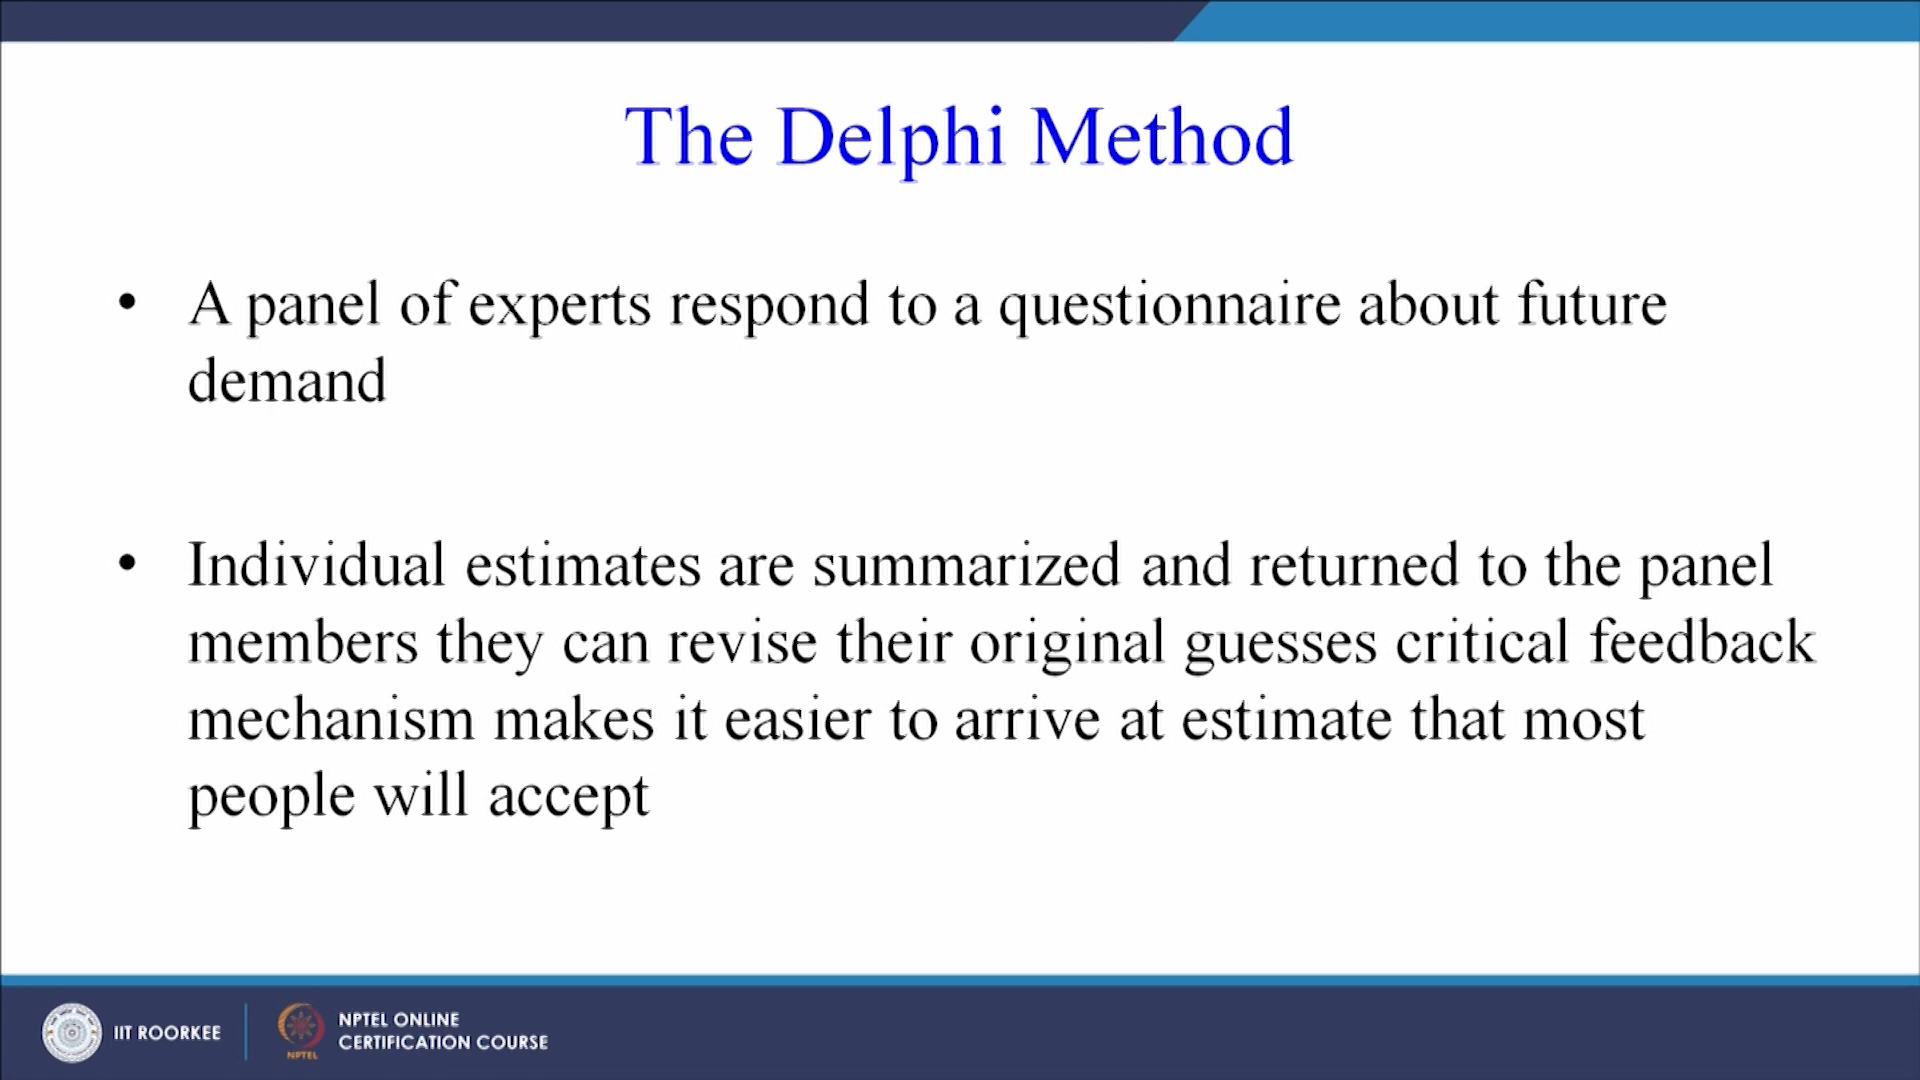 The Delphi Method
• A panel of experts respond to a questionnaire about future
demand
• Individual estimates are summarized and returned to the panel
members they can revise their original guesses critical feedback
mechanism makes it easier to arrive at estimate that most
people will accept
IIT ROORKEE
NPTEL
NPTEL ONLINE
CERTIFICATION COURSE